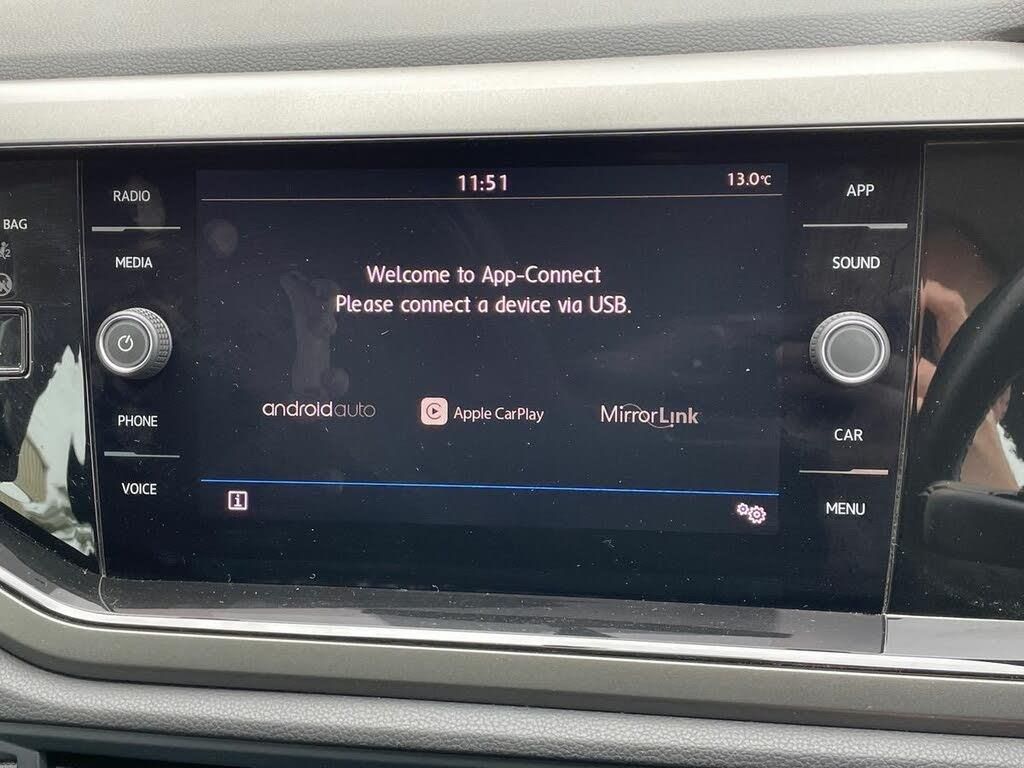 BAG
RADIO
MEDIA
PHONE
VOICE
11:51
13.0°C
Welcome to App-Connect
Please connect a device via USB.
androidauto
Apple CarPlay
MirrorLink
i
APP
SOUND
CAR
MENU